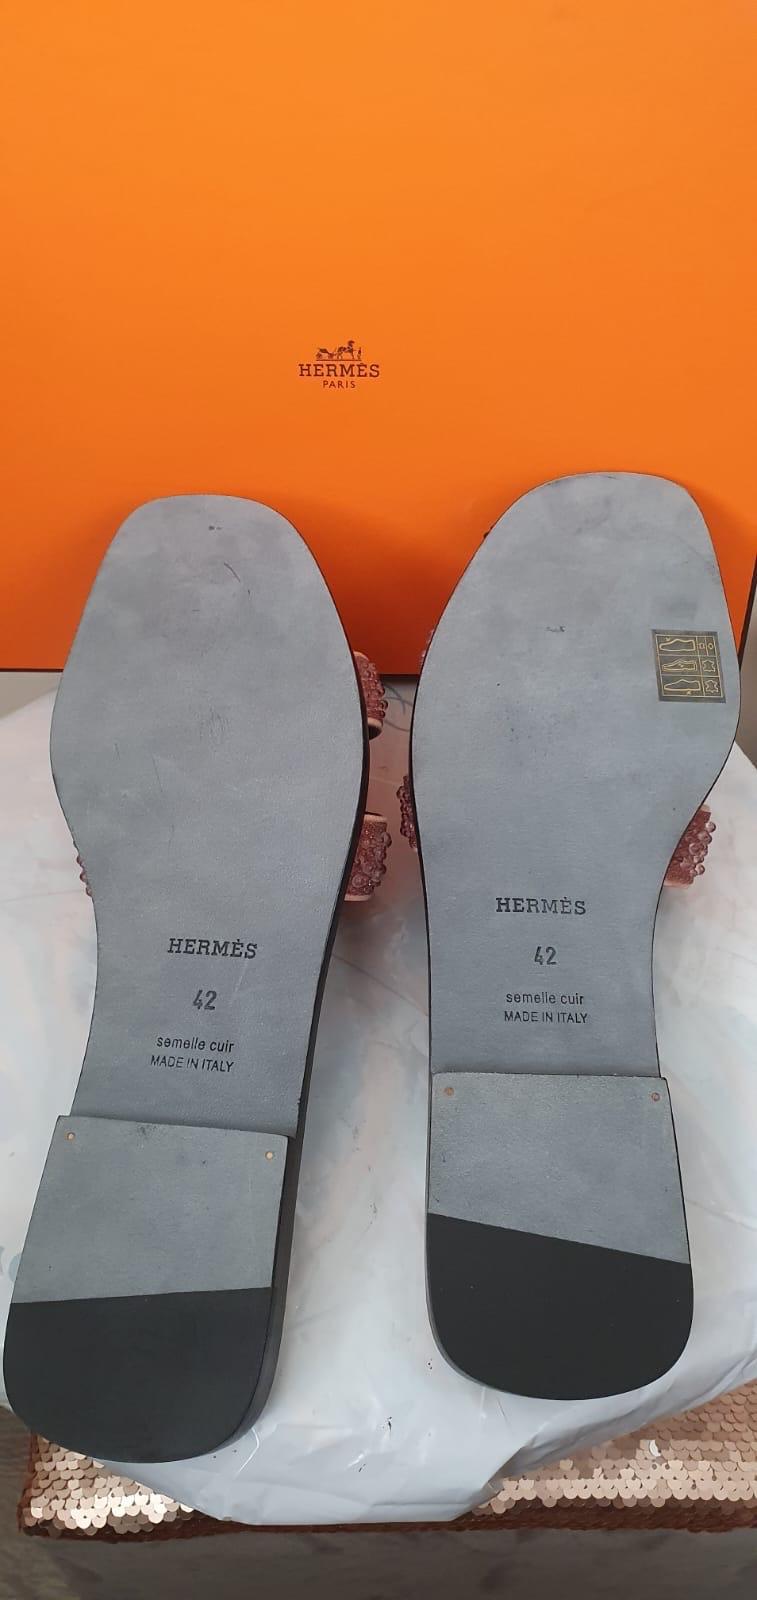 HERMÈS
PARIS
HERMÈS
42
semelle cuir
MADE IN ITALY
HERMÈS
42
semelle cuir
MADE IN ITALY